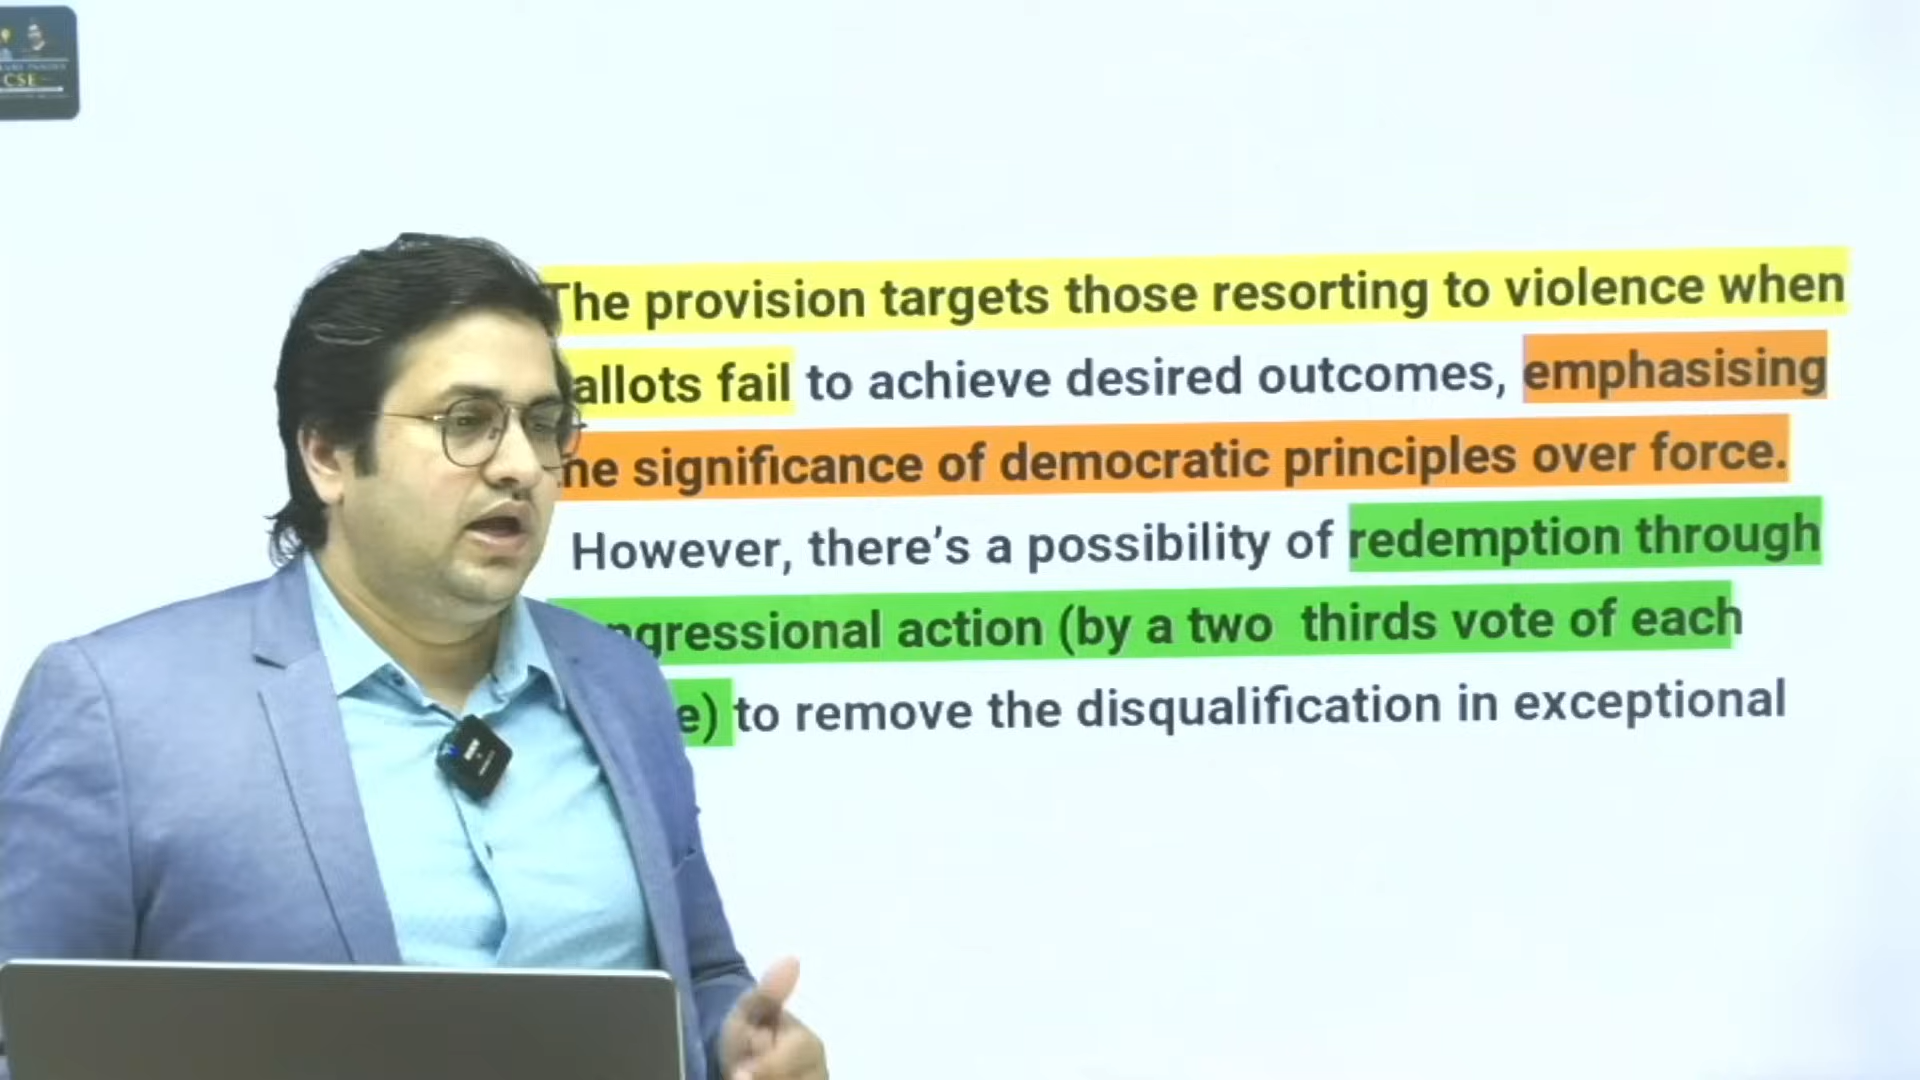 CSE
The provision targets those resorting to violence when
allots fail to achieve desired outcomes, emphasising
he significance of democratic principles over force.
However, there's a possibility of redemption through
ngressional action (by a two thirds vote of each
e) to remove the disqualification in exceptional